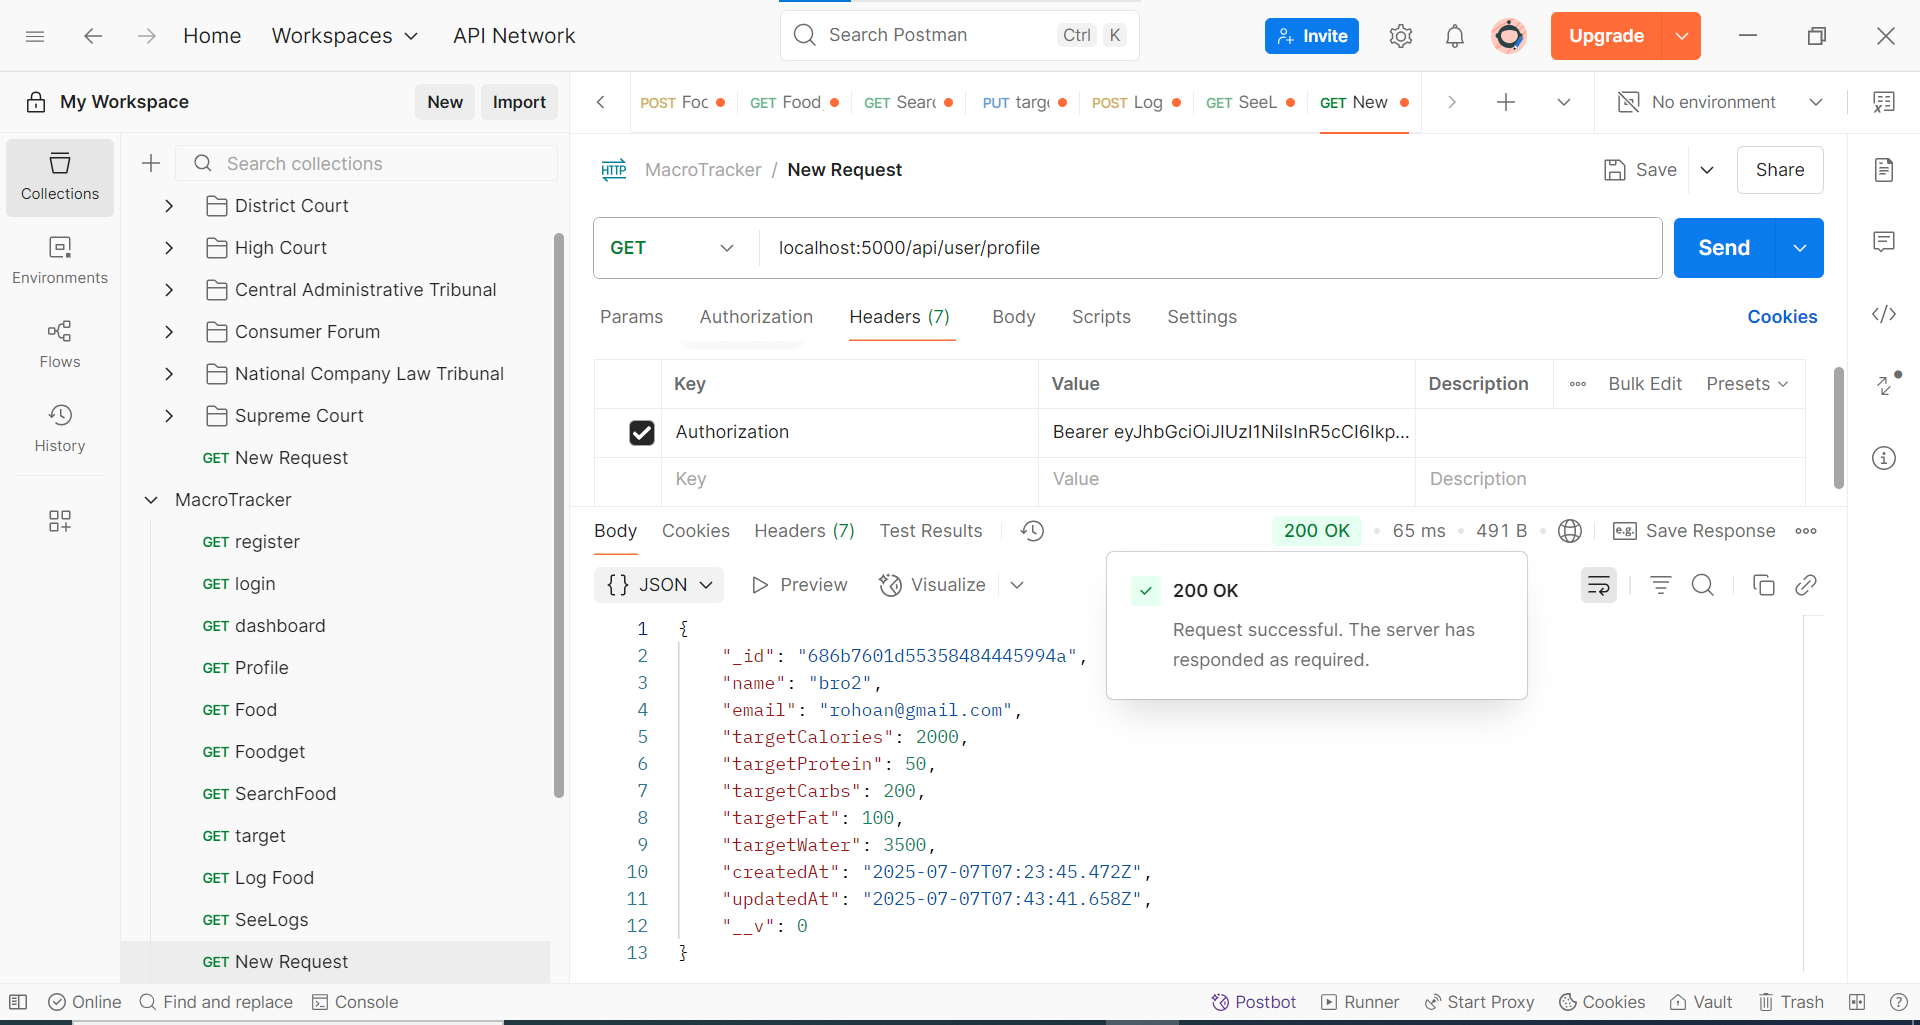 Home Workspaces API Network Search Postman Ctrl K Invite Upgrade
My Workspace New Import
POST Foc GET Food GET Searc PUT targ POST Log GET SeeL GET New No environment
Collections
Environments
Flows
History
Search collections
District Court
High Court
Central Administrative Tribunal
Consumer Forum
National Company Law Tribunal
Supreme Court
GET New Request
MacroTracker
GET register
GET login
GET dashboard
GET Profile
GET Food
GET Foodget
GET SearchFood
GET target
GET Log Food
GET SeeLogs
GET New Request
HTTP MacroTracker / New Request Save Share
GET localhost:5000/api/user/profile Send
Params Authorization Headers (7) Body Scripts Settings Cookies
Key Value Description Bulk Edit Presets
Authorization Bearer eyJhbGciOiJIUzI1NiIsInR5cCI6Ikp...
Key Value Description
Body Cookies Headers (7) Test Results 200 OK • 65 ms • 491 B • e.g. Save Response
{} JSON Preview Visualize
200 OK
Request successful. The server has
responded as required.
1 {
2 "_id": "686b7601d55358484445994a",
3 "name": "bro2",
4 "email": "rohoan@gmail.com",
5 "targetCalories": 2000,
6 "targetProtein": 50,
7 "targetCarbs": 200,
8 "targetFat": 100,
9 "targetWater": 3500,
10 "createdAt": "2025-07-07T07:23:45.472Z",
11 "updatedAt": "2025-07-07T07:43:41.658Z",
12 "__v": 0
13 }
Online Find and replace Console Postbot Runner Start Proxy Cookies Vault Trash